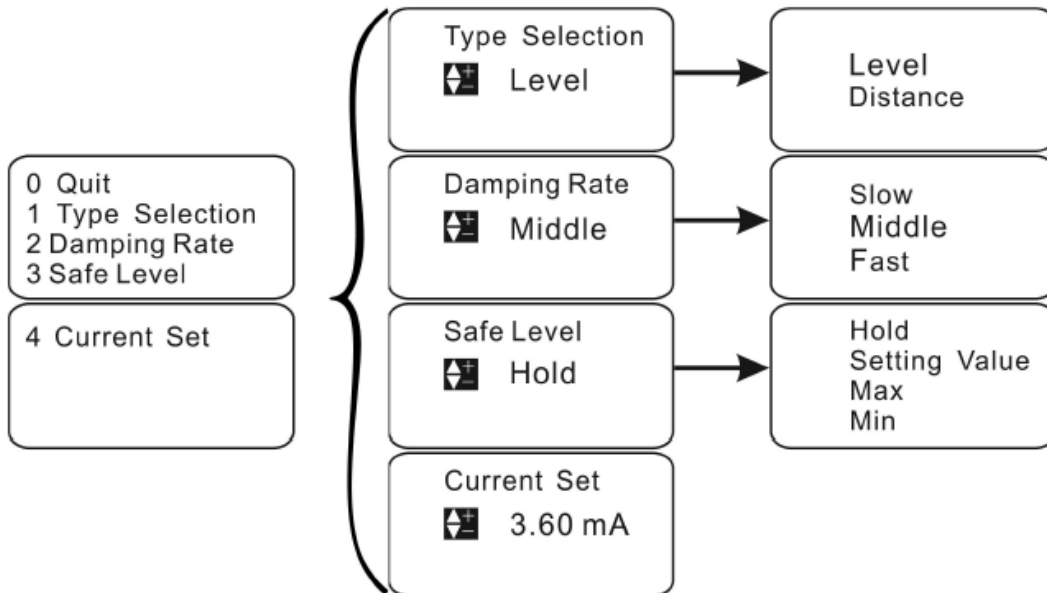 0 Quit
1 Type Selection
2 Damping Rate
3 Safe Level
4 Current Set
Type Selection
Level
Level
Distance
Damping Rate
Middle
Slow
Middle
Fast
Safe Level
Hold
Hold
Setting Value
Max
Min
Current Set
3.60 mA